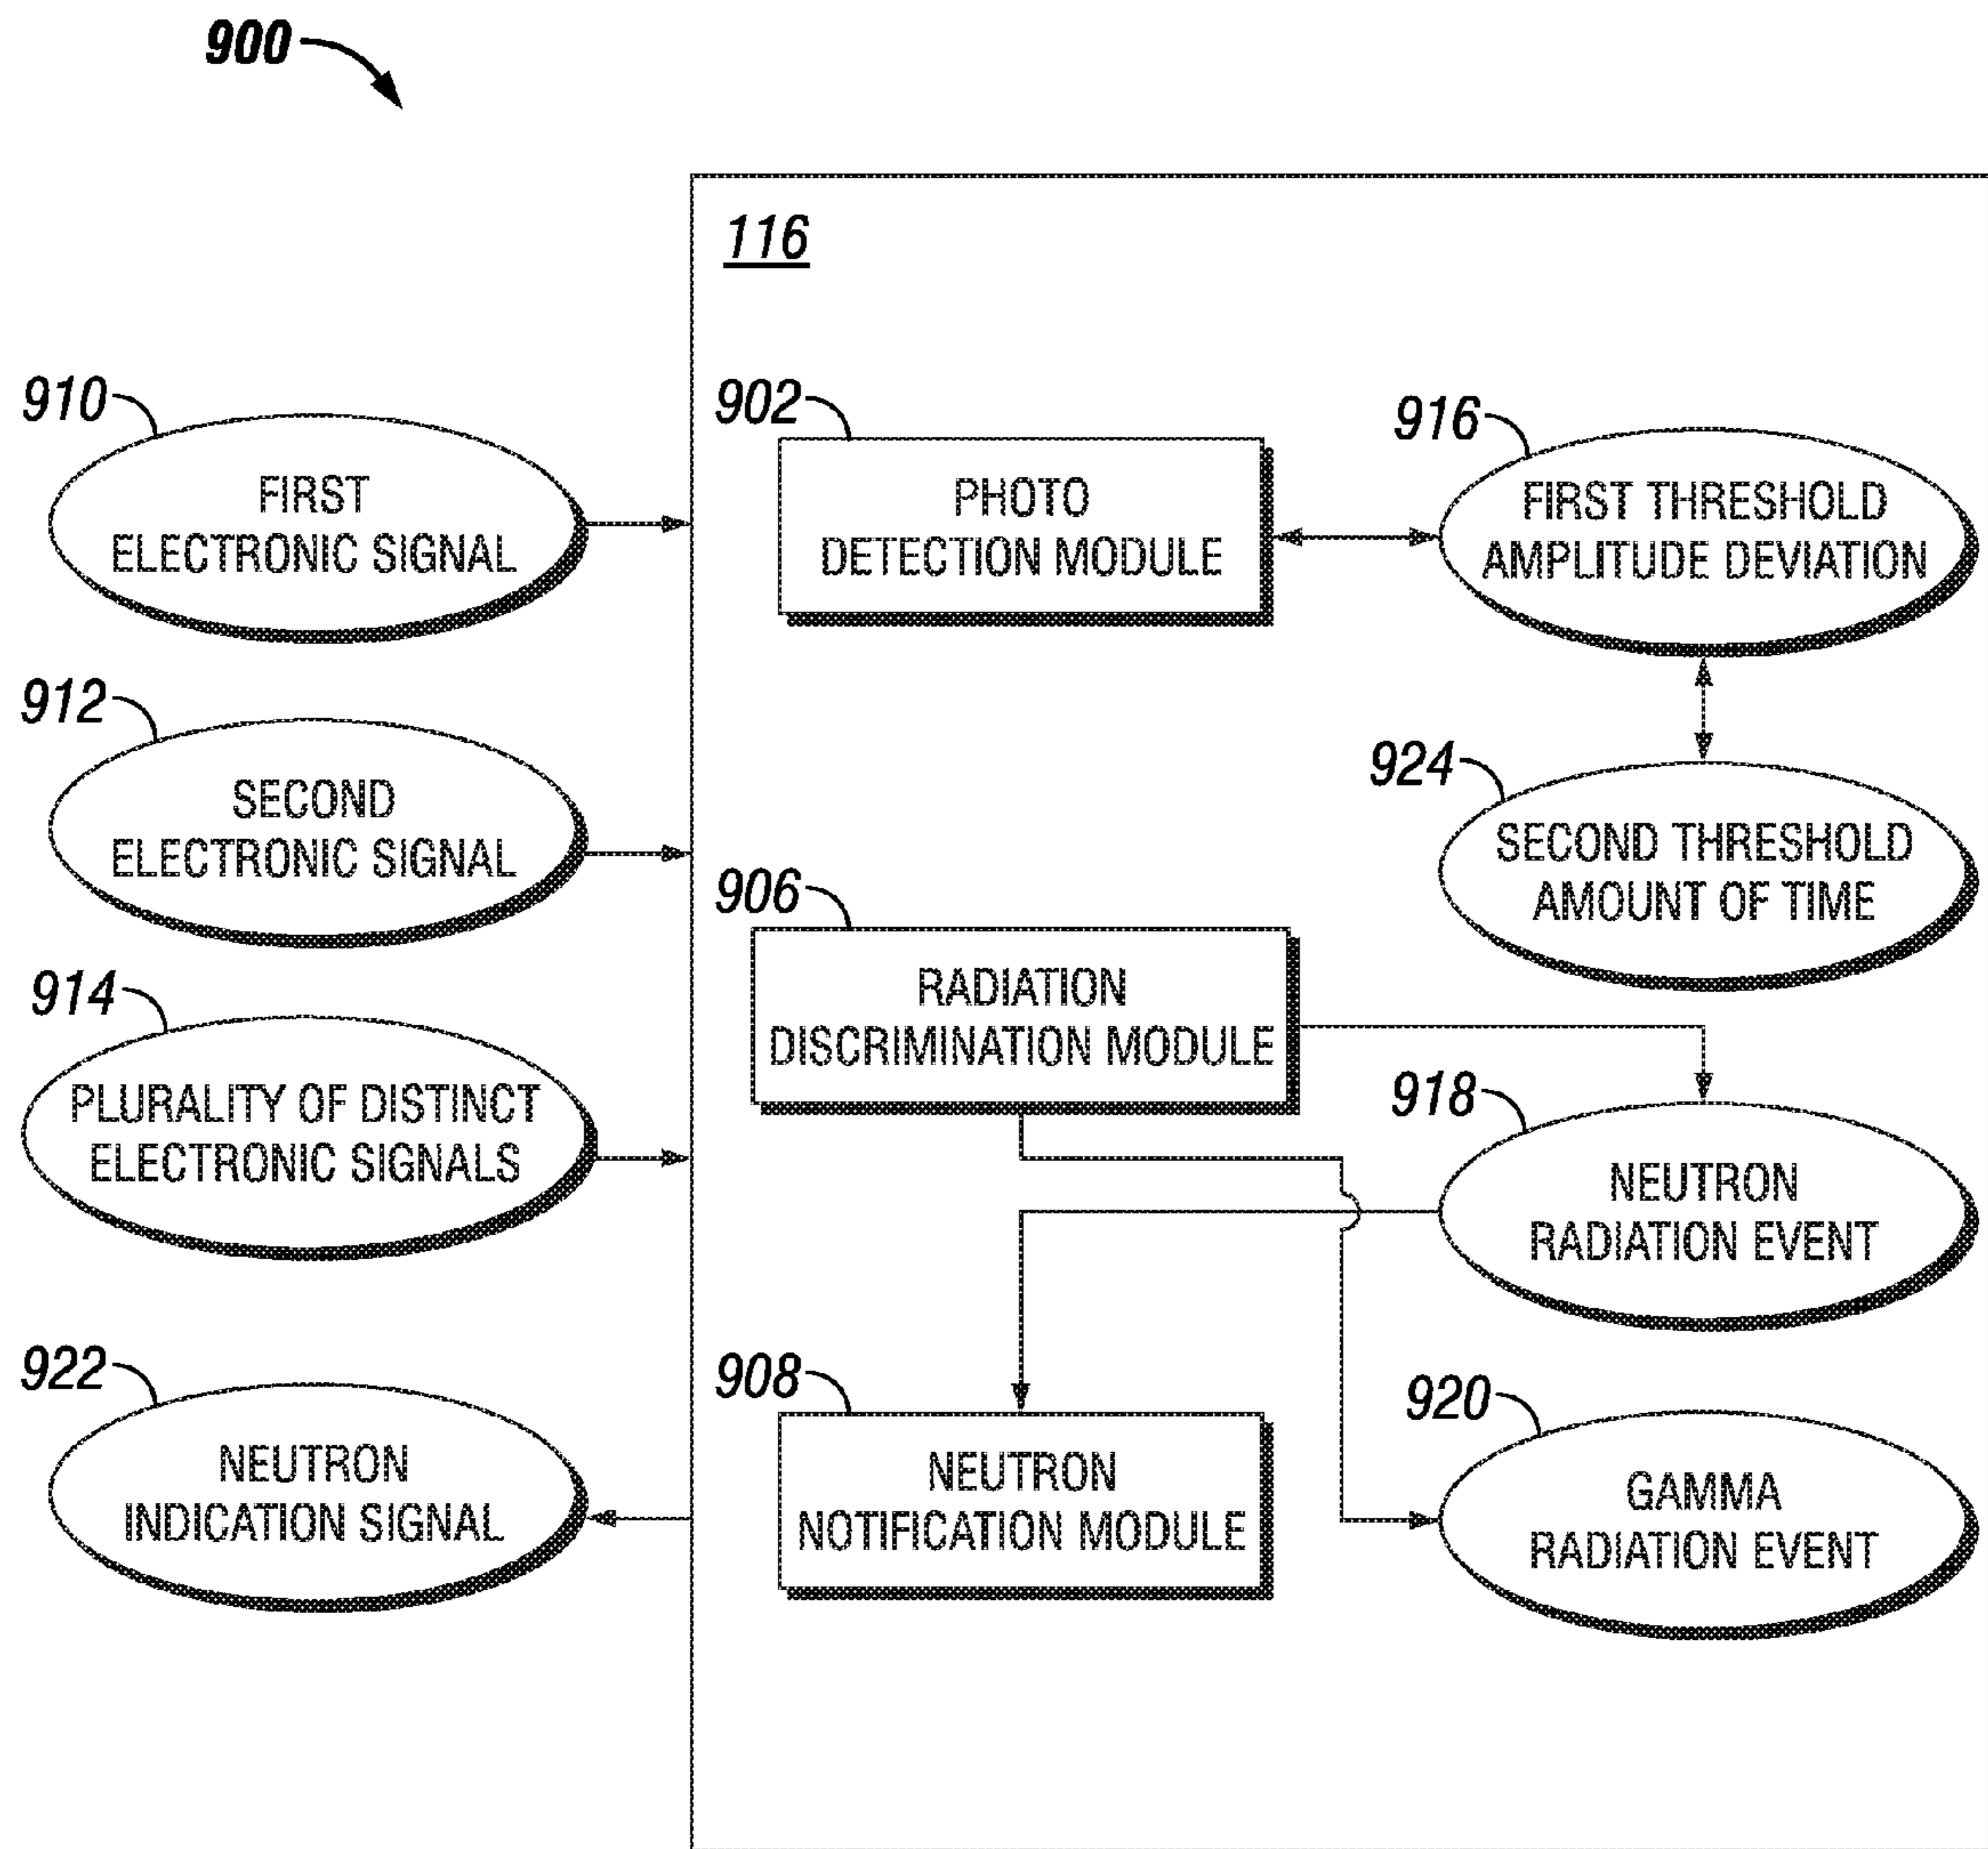 900
116
910
FIRST
ELECTRONIC SIGNAL
902
PHOTO
DETECTION MODULE
916
FIRST THRESHOLD
AMPLITUDE DEVIATION
912
SECOND
ELECTRONIC SIGNAL
924
SECOND THRESHOLD
AMOUNT OF TIME
906
RADIATION
DISCRIMINATION MODULE
914
PLURALITY OF DISTINCT
ELECTRONIC SIGNALS
918
NEUTRON
RADIATION EVENT
922
NEUTRON
INDICATION SIGNAL
908
NEUTRON
NOTIFICATION MODULE
920
GAMMA
RADIATION EVENT